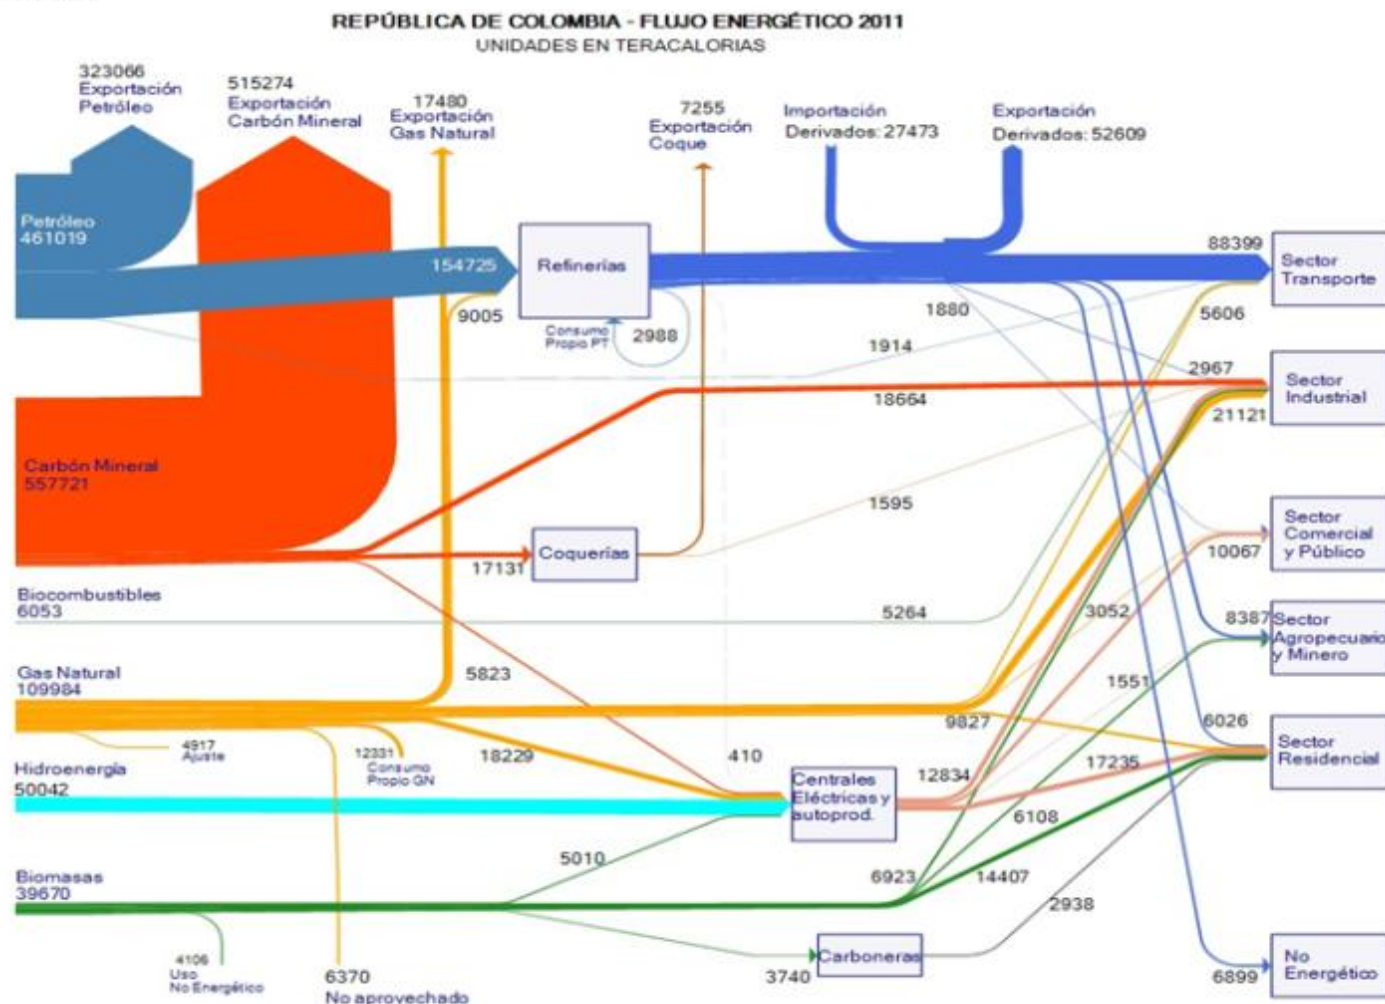 REPÚBLICA DE COLOMBIA - FLUJO ENERGÉTICO 2011
UNIDADES EN TERACALORIAS
323066
Exportación
Petróleo
515274
Exportación
Carbón Mineral
17480
Exportación
Gas Natural
7255
Exportación
Coque
Importación
Derivados: 27473
Exportación
Derivados: 52609
Petróleo
461019
154725
Refinerías
9005
Consumo
Propio PT
2988
88399
Sector
Transporte
5606
1880
1914
2967
Sector
Industrial
18664
21121
Carbón Mineral
557721
1595
Coquerías
17131
Sector
Comercial
y Público
10067
Biocombustibles
6053
5264
3052
8387
Sector
Agropecuario
y Minero
Gas Natural
109984
5823
1551
9827
6026
Sector
Residencial
4917
Ajuste
12331
Consumo
Propio GN
18229
410
17235
12834
Hidroenergía
50042
Centrales
Eléctricas y
autoprod.
6108
5010
Biomasas
39670
6923
14407
2938
4106
Uso
No Energético
6370
No aprovechado
3740
Carboneras
6899
No
Energético